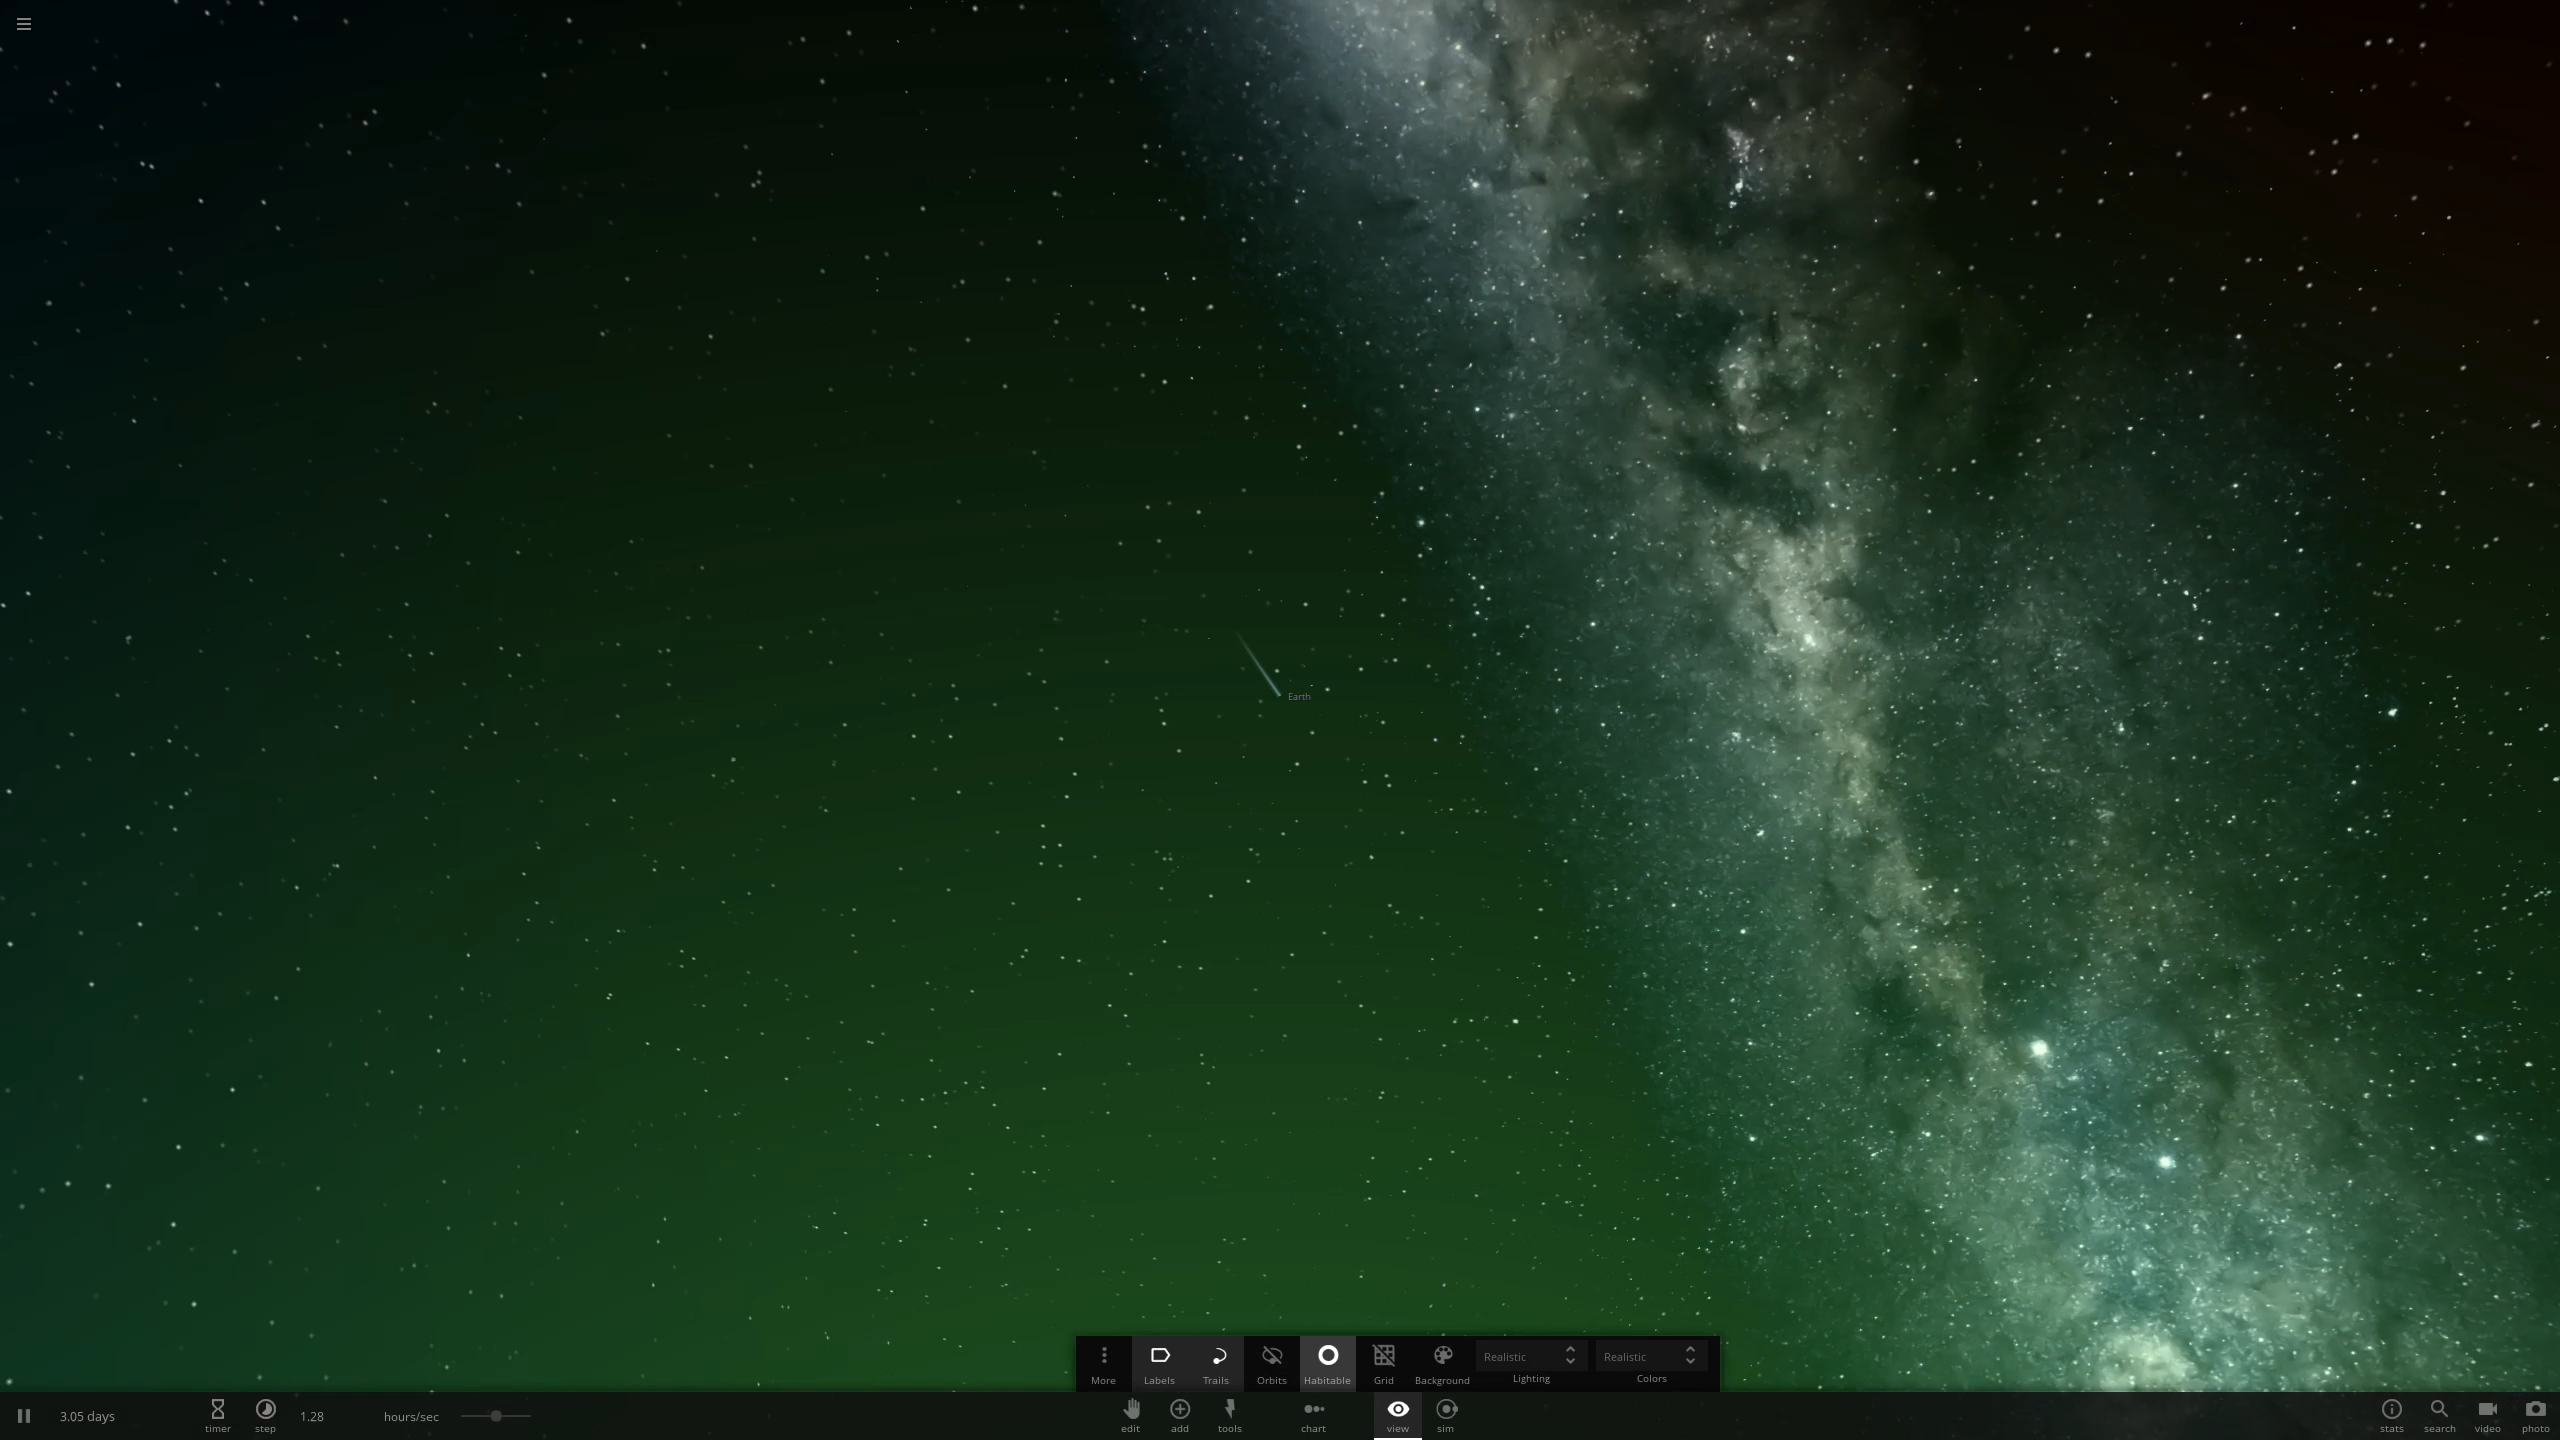 Earth
More
Labels
Trails
Orbits
Habitable
Grid
Background
Realistic
Lighting
Realistic
Colors
3.05 days
timer
step
1.28
hours/sec
edit
add
tools
chart
view
sim
stats
search
video
photo